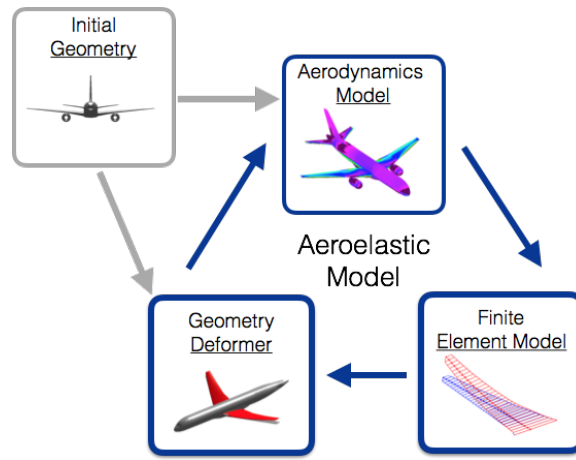 Initial
Geometry
Aerodynamics
Model
Aeroelastic
Model
Geometry
Deformer
Finite
Element Model